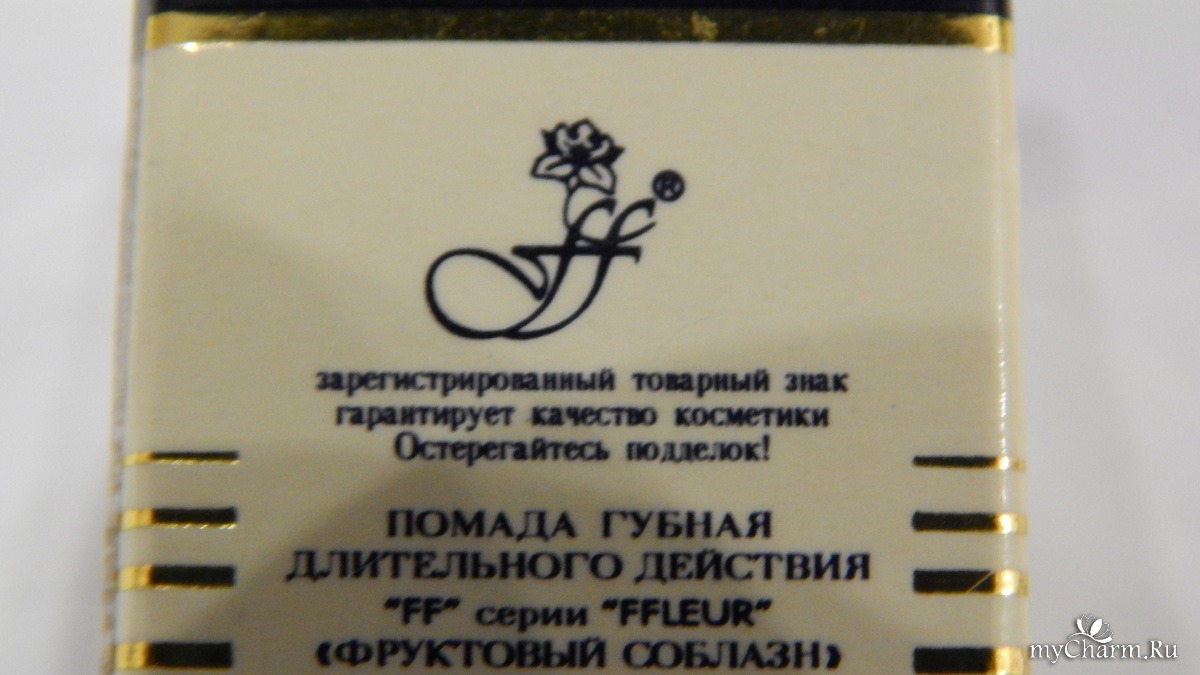 ff®
зарегистрированный товарный знак
гарантирует качество косметики
Остерегайтесь подделок!
ПОМАДА ГУБНАЯ
ДЛИТЕЛЬНОГО ДЕЙСТВИЯ
"FF" серии "FFLEUR"
«ФРУКТОВЫЙ СОБЛАЗН»
myCharm.Ru